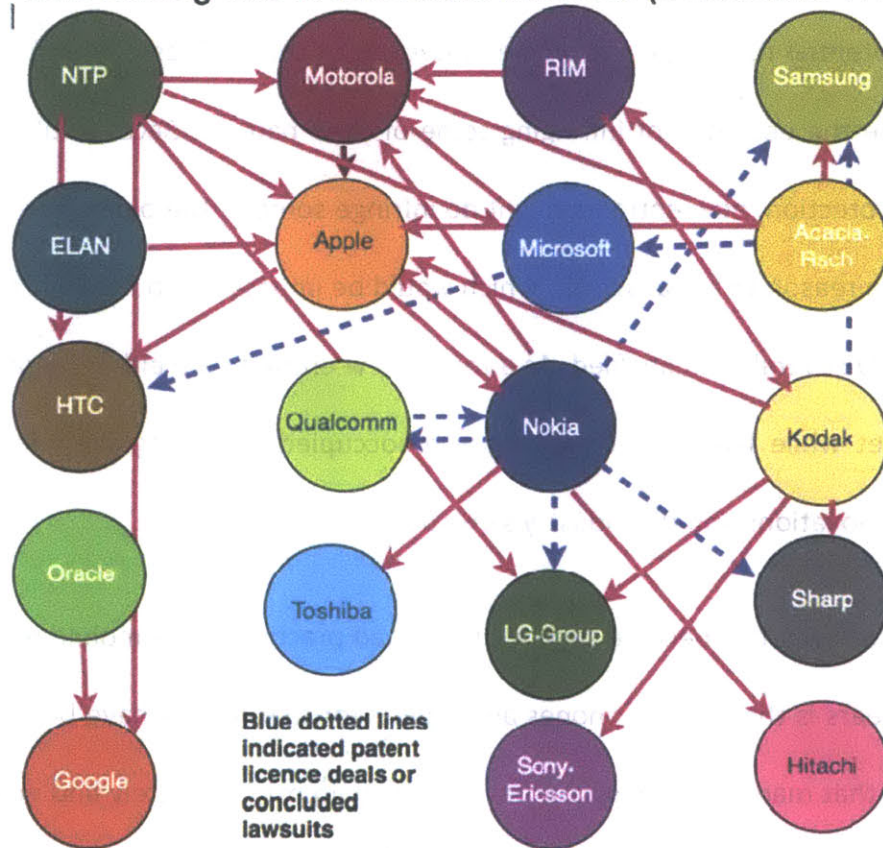 NTP
Motorola
RIM
Samsung
ELAN
Apple
Microsoft
Acacia-
Rsch
HTC
Qualcomm
Nokia
Kodak
Oracle
Toshiba
LG-Group
Sharp
Google
Blue dotted lines
indicated patent
licence deals or
concluded
lawsuits
Sony-
Ericsson
Hitachi